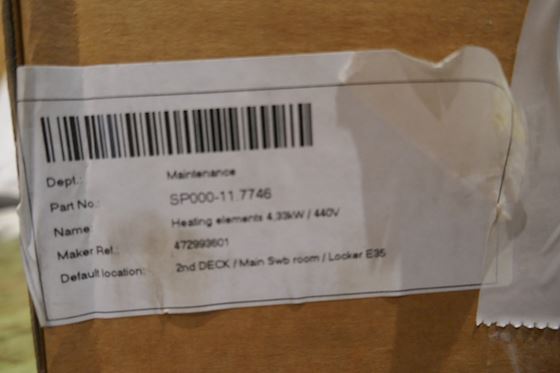 Dept.: Maintenance
Part No.: SP000-11.7746
Name Heating elements 4,33kW / 440V
Maker Ref.: 472993601
Default location: 2nd DECK / Main Swb room / Locker E35